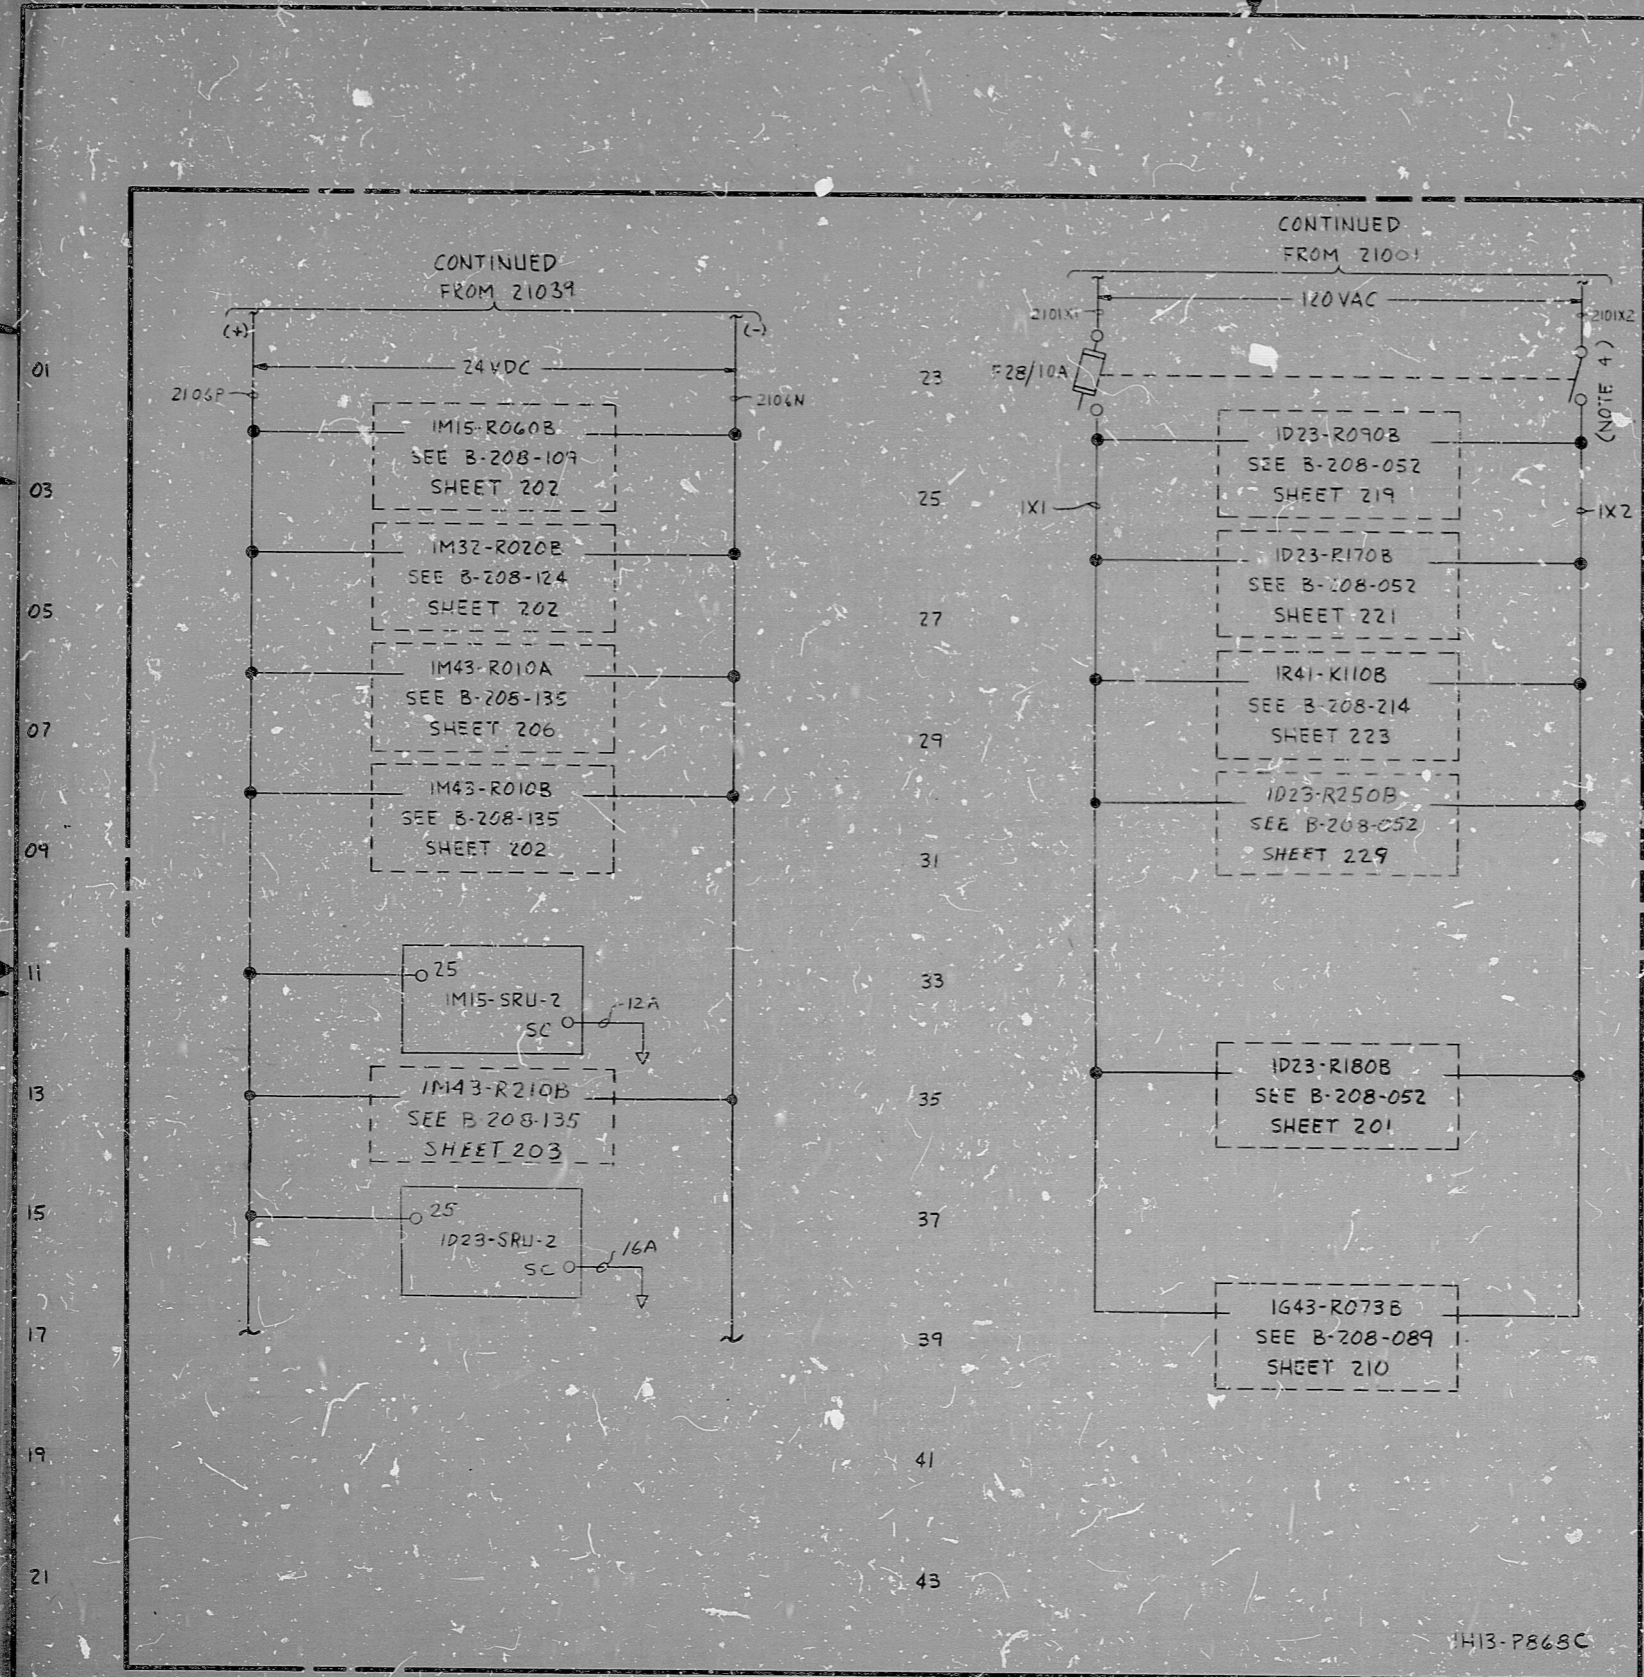 CONTINUED
FROM 21039
(+)
(-)
24VDC
2106P
2106N
01
03
05
07
09
11
13
15
17
19
21
1M15-R060B
SEE B-208-109
SHEET 202
1M32-R020B
SEE B-208-124
SHEET 202
1M43-R010A
SEE B-208-135
SHEET 206
1M43-R010B
SEE B-208-135
SHEET 202
25
1M15-SRU-2
SC
12A
1M43-R210B
SEE B-208-135
SHEET 203
25
1D23-SRU-2
SC
16A
CONTINUED
FROM 21001
120VAC
2101X1
2101X2
F28/10A
(NOTE 4)
1X1
1X2
23
25
27
29
31
33
35
37
39
41
43
1D23-R090B
SEE B-208-052
SHEET 219
1D23-R170B
SEE B-208-052
SHEET 221
1R41-K110B
SEE B-208-214
SHEET 223
1D23-R250B
SEE B-208-052
SHEET 229
1D23-R180B
SEE B-208-052
SHEET 201
1G43-R073B
SEE B-208-089
SHEET 210
1H13-P868C